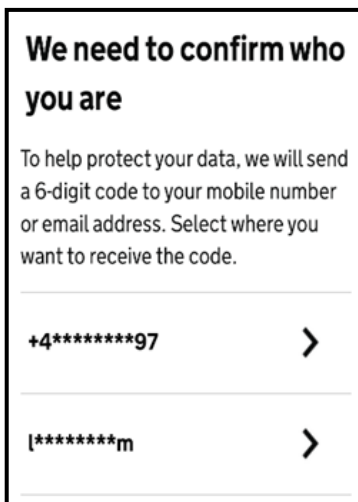 We need to confirm who
you are
To help protect your data, we will send
a 6-digit code to your mobile number
or email address. Select where you
want to receive the code.
+4********97
l********m